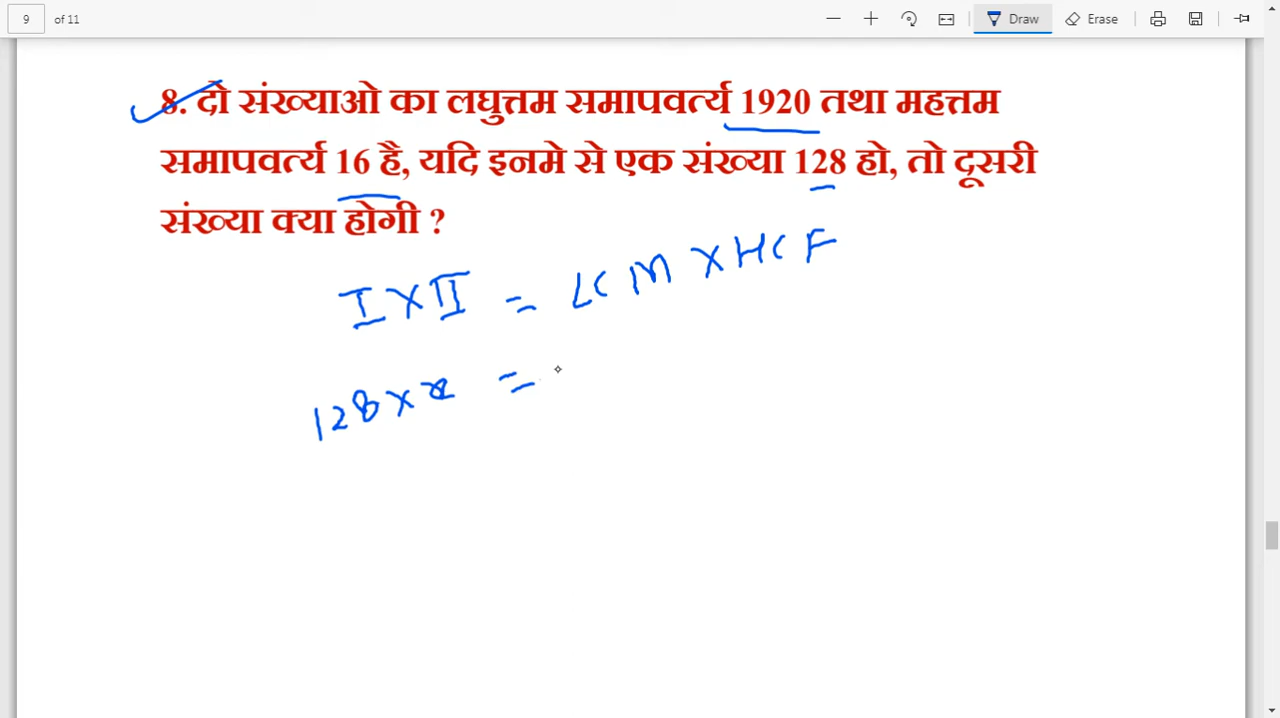 9 of 11 Draw Erase
8. दो संख्याओ का लघुत्तम समापवर्त्य 1920 तथा महत्तम
समापवर्त्य 16 है, यदि इनमे से एक संख्या 128 हो, तो दूसरी
संख्या क्या होगी ?
I X II = LCM X HCF
128 x x =